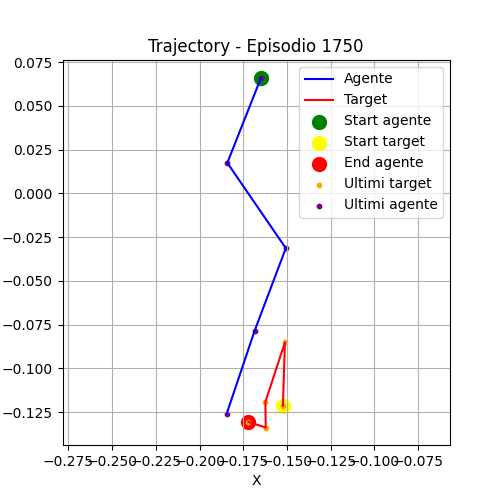 Trajectory - Episodio 1750
Agente
Target
Start agente
Start target
End agente
Ultimi target
Ultimi agente
0.075
0.050
0.025
0.000
−0.025
−0.050
−0.075
−0.100
−0.125
−0.275−0.250−0.225−0.200−0.175−0.150−0.125−0.100−0.075
X